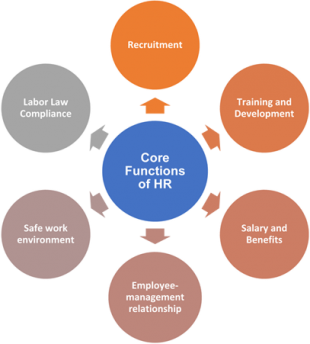 Recruitment
Training and
Development
Salary and
Benefits
Employee-
management
relationship
Safe work
environment
Labor Law
Compliance
Core
Functions
of HR